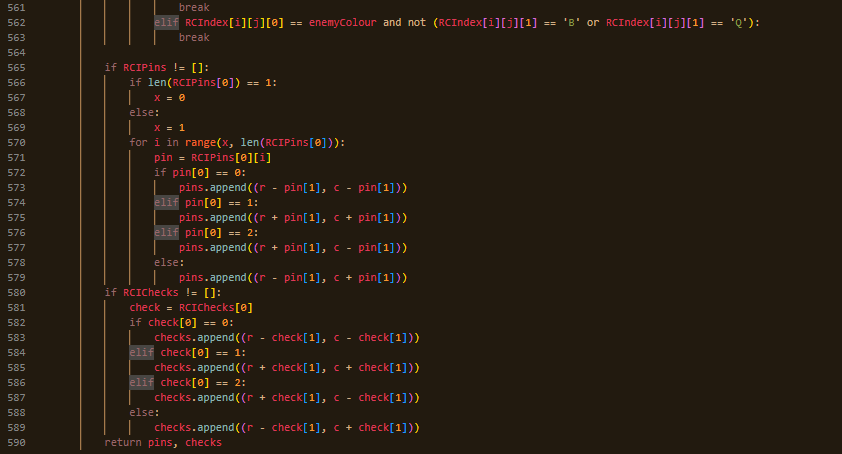 561 break
562 elif RCIndex[i][j][0] == enemyColour and not (RCIndex[i][j][1] == 'B' or RCIndex[i][j][1] == 'Q'):
563 break
564
565 if RCIPins != []:
566 if len(RCIPins[0]) == 1:
567 x = 0
568 else:
569 x = 1
570 for i in range(x, len(RCIPins[0])):
571 pin = RCIPins[0][i]
572 if pin[0] == 0:
573 pins.append((r - pin[1], c - pin[1]))
574 elif pin[0] == 1:
575 pins.append((r + pin[1], c + pin[1]))
576 elif pin[0] == 2:
577 pins.append((r + pin[1], c - pin[1]))
578 else:
579 pins.append((r - pin[1], c + pin[1]))
580 if RCIChecks != []:
581 check = RCIChecks[0]
582 if check[0] == 0:
583 checks.append((r - check[1], c - check[1]))
584 elif check[0] == 1:
585 checks.append((r + check[1], c + check[1]))
586 elif check[0] == 2:
587 checks.append((r + check[1], c - check[1]))
588 else:
589 checks.append((r - check[1], c + check[1]))
590 return pins, checks